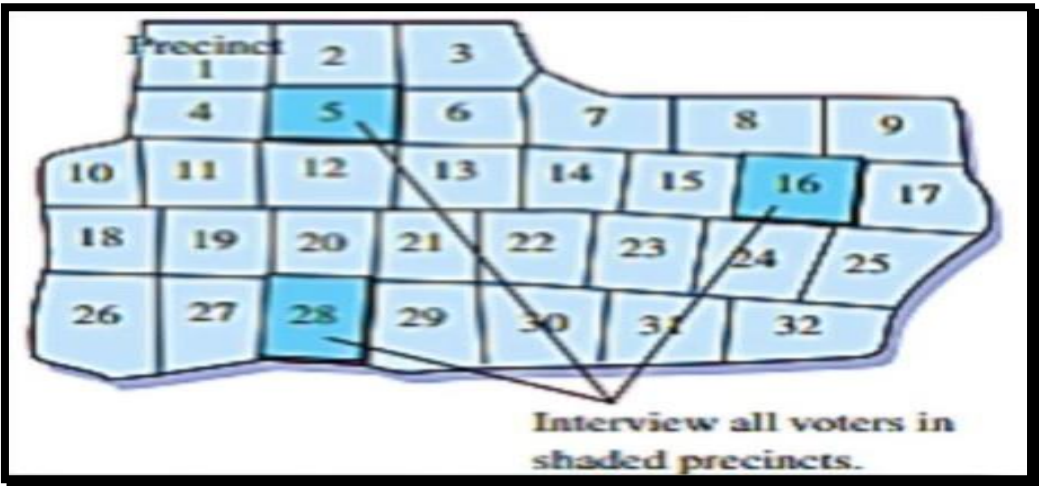 Precinct
1 2 3
4 5 6 7 8 9
10 11 12 13 14 15 16 17
18 19 20 21 22 23 24 25
26 27 28 29 30 31 32
Interview all voters in
shaded precincts.